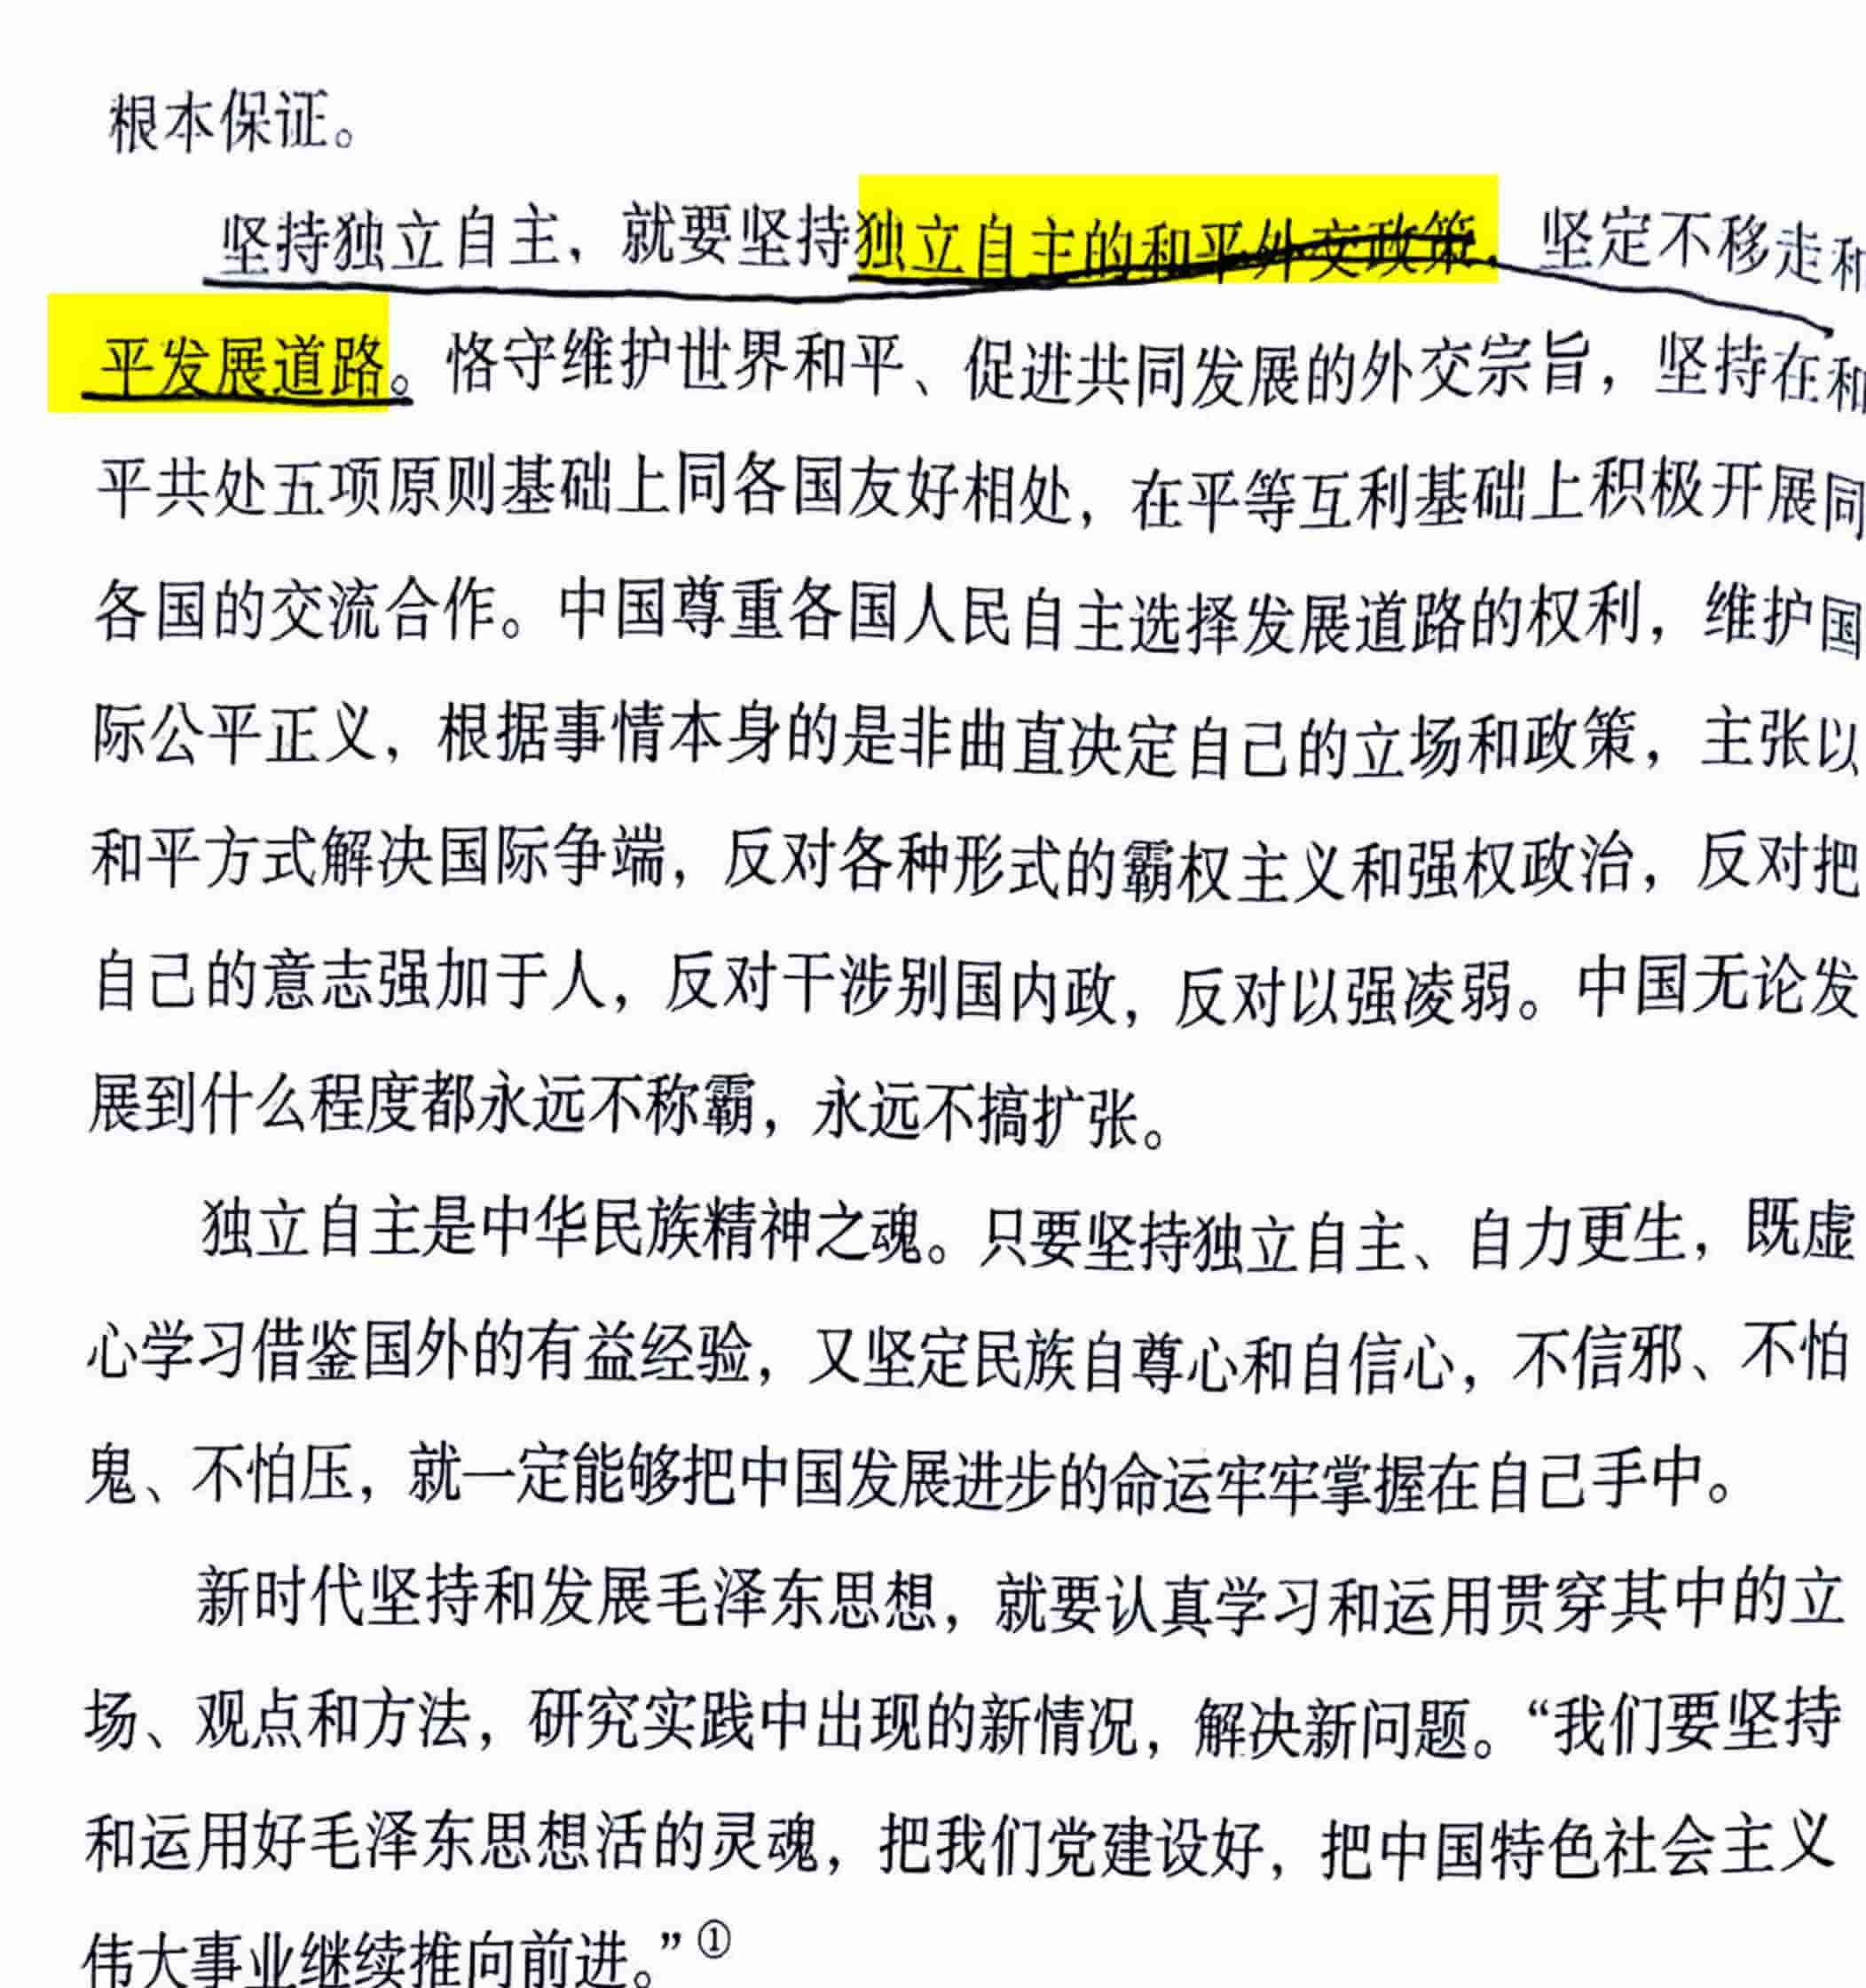 根本保证。
坚持独立自主，就要坚持独立自主的和平外交政策，坚定不移走和
平发展道路。恪守维护世界和平、促进共同发展的外交宗旨，坚持在和
平共处五项原则基础上同各国友好相处，在平等互利基础上积极开展同
各国的交流合作。中国尊重各国人民自主选择发展道路的权利，维护国
际公平正义，根据事情本身的是非曲直决定自己的立场和政策，主张以
和平方式解决国际争端，反对各种形式的霸权主义和强权政治，反对把
自己的意志强加于人，反对干涉别国内政，反对以强凌弱。中国无论发
展到什么程度都永远不称霸，永远不搞扩张。
独立自主是中华民族精神之魂。只要坚持独立自主、自力更生，既虚
心学习借鉴国外的有益经验，又坚定民族自尊心和自信心，不信邪、不怕
鬼、不怕压，就一定能够把中国发展进步的命运牢牢掌握在自己手中。
新时代坚持和发展毛泽东思想，就要认真学习和运用贯穿其中的立
场、观点和方法，研究实践中出现的新情况，解决新问题。“我们要坚持
和运用好毛泽东思想活的灵魂，把我们党建设好，把中国特色社会主义
伟大事业继续推向前进。”①